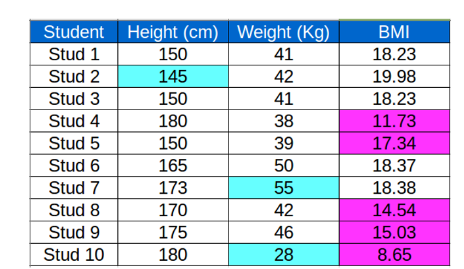 Student Height (cm) Weight (Kg) BMI
Stud 1 150 41 18.23
Stud 2 145 42 19.98
Stud 3 150 41 18.23
Stud 4 180 38 11.73
Stud 5 150 39 17.34
Stud 6 165 50 18.37
Stud 7 173 55 18.38
Stud 8 170 42 14.54
Stud 9 175 46 15.03
Stud 10 180 28 8.65